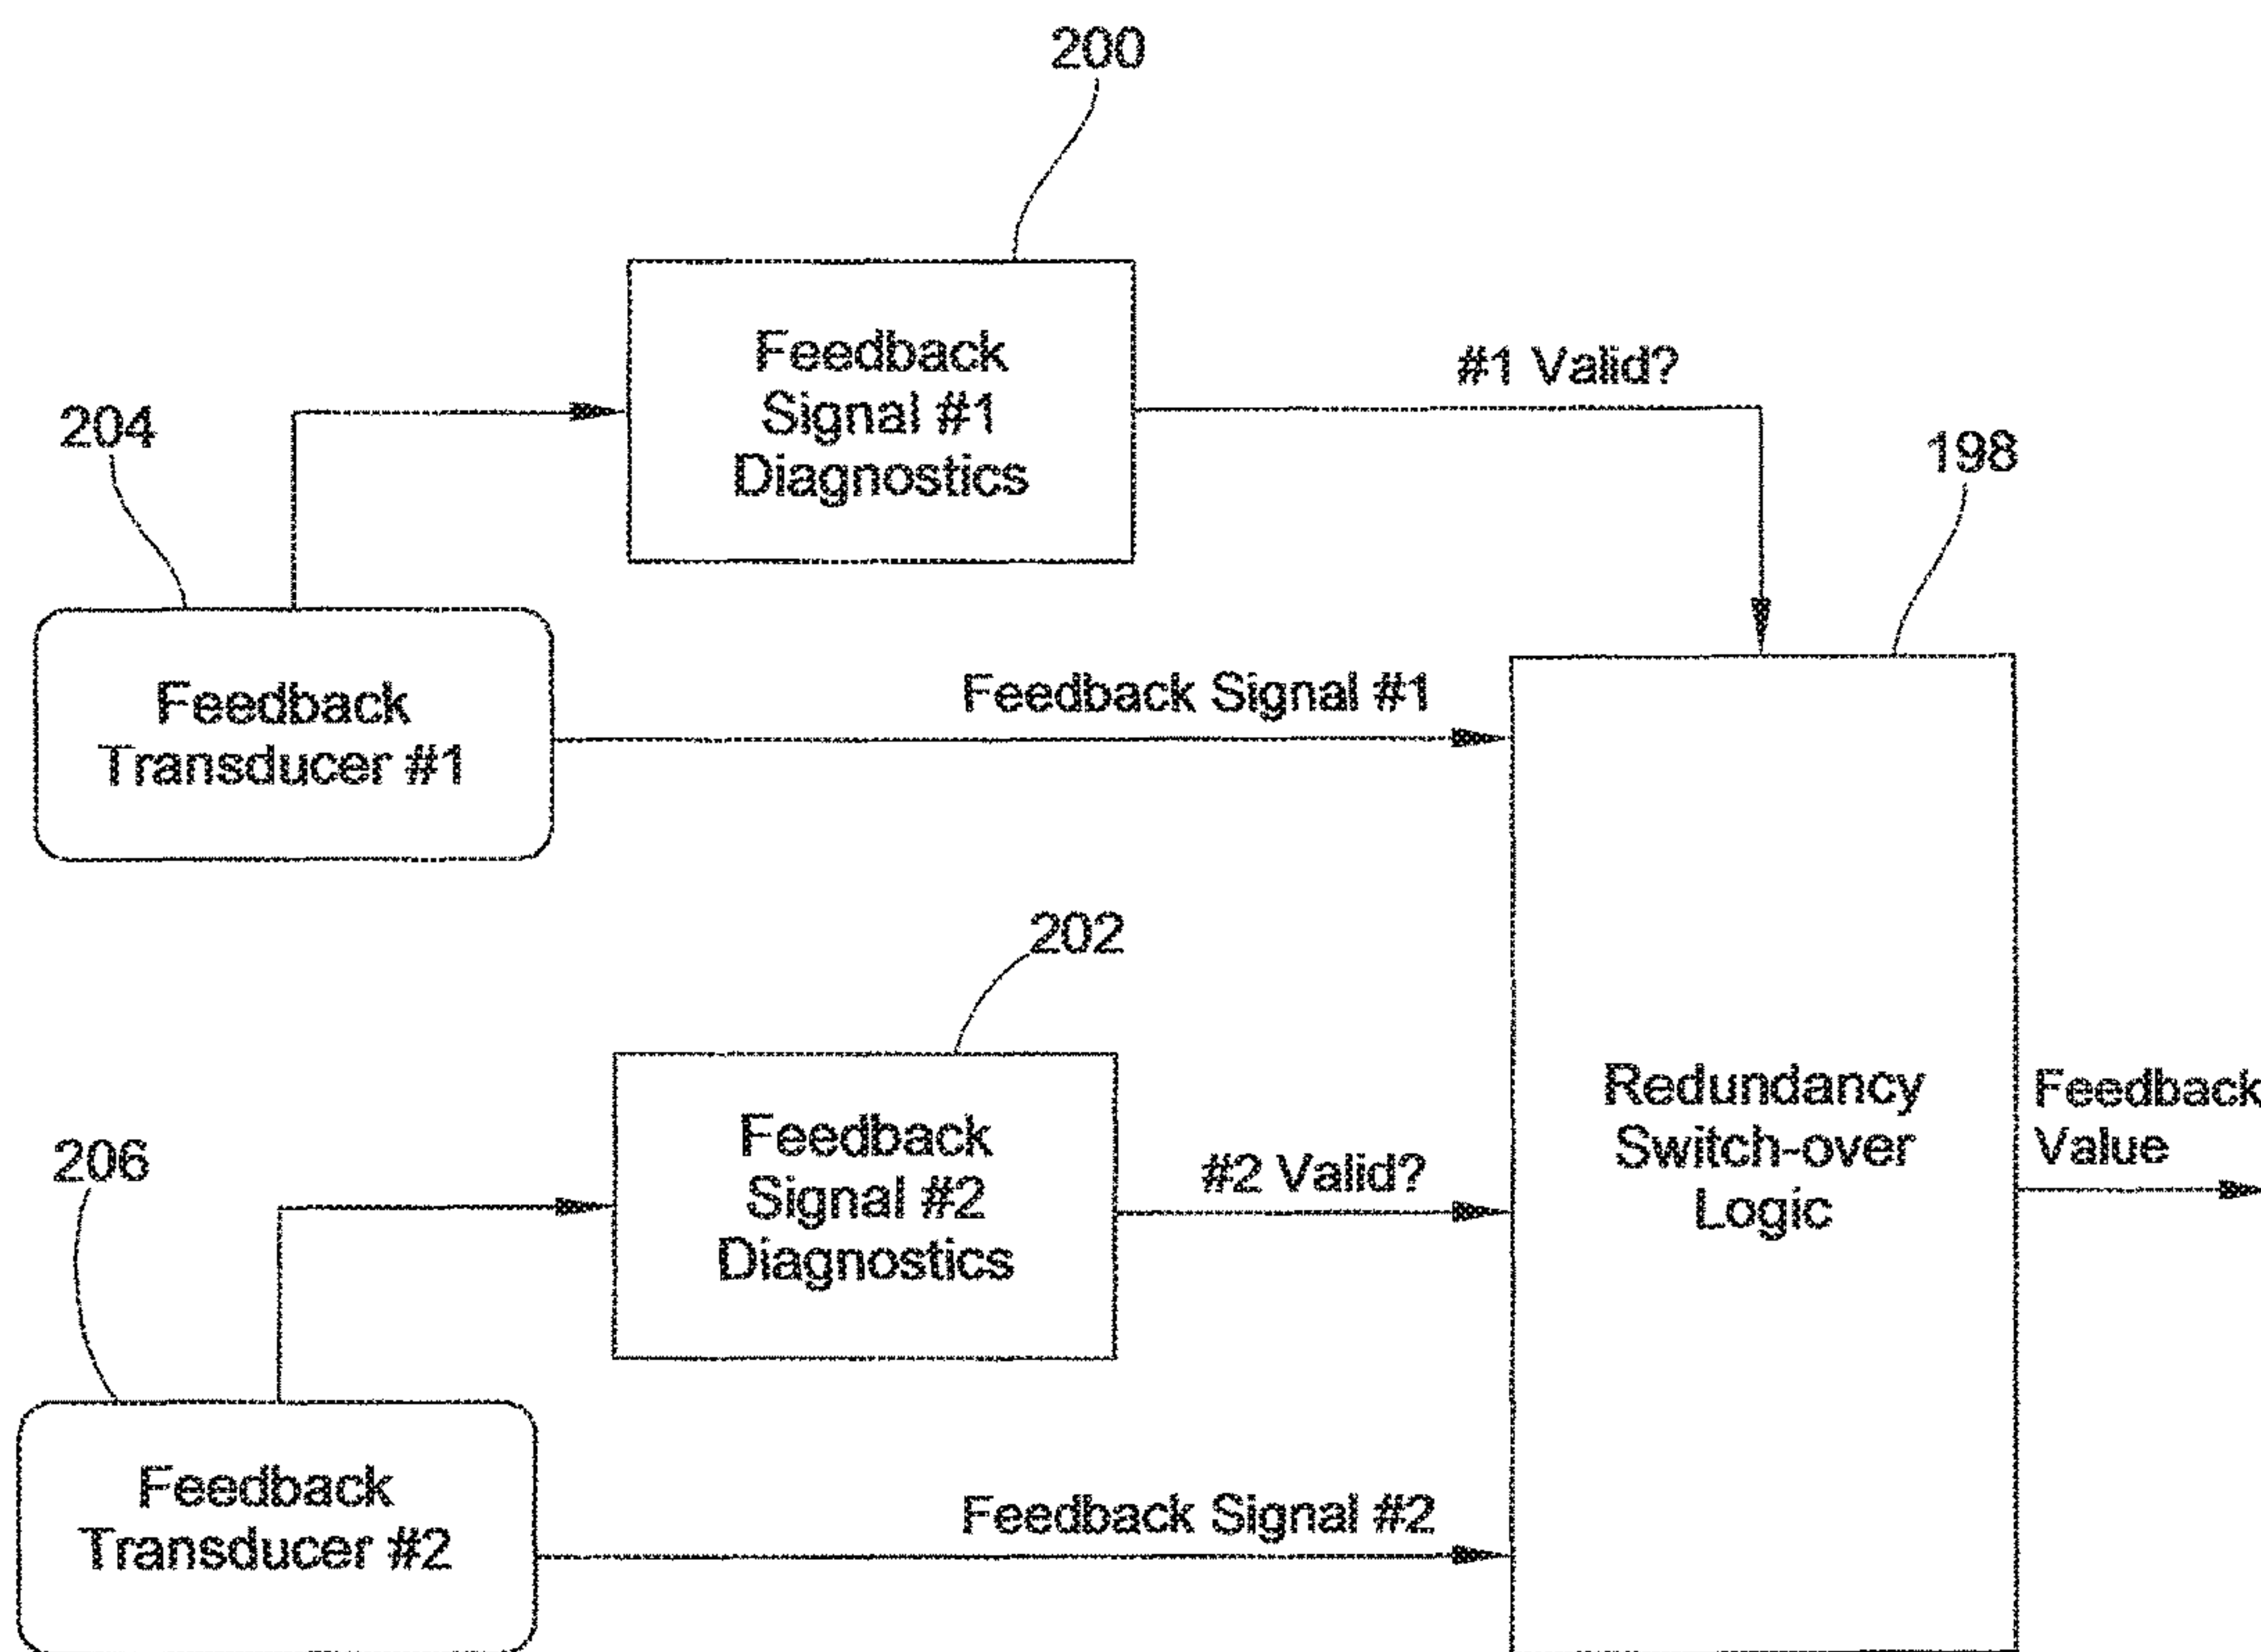 200
Feedback
Signal #1
Diagnostics
#1 Valid?
204
198
Feedback
Transducer #1
Feedback Signal #1
202
Feedback
Signal #2
Diagnostics
#2 Valid?
206
Redundancy
Switch-over
Logic
Feedback
Value
Feedback
Transducer #2
Feedback Signal #2